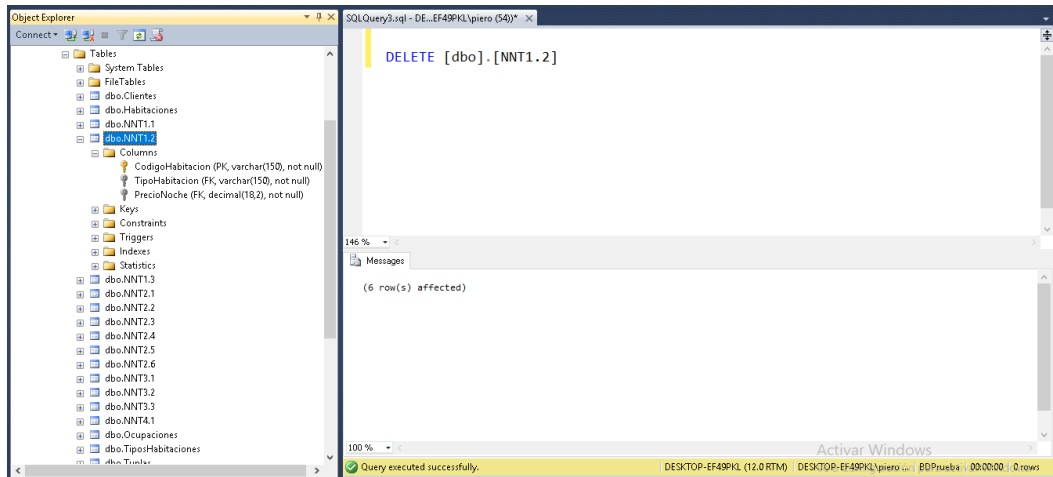 Object Explorer
Connect
Tables
System Tables
FileTables
dbo.Clientes
dbo.Habitaciones
dbo.NNT1.1
dbo.NNT1.2
Columns
CodigoHabitacion (PK, varchar(150), not null)
TipoHabitacion (FK, varchar(150), not null)
PrecioNoche (FK, decimal(18,2), not null)
Keys
Constraints
Triggers
Indexes
Statistics
dbo.NNT1.3
dbo.NNT2.1
dbo.NNT2.2
dbo.NNT2.3
dbo.NNT2.4
dbo.NNT2.5
dbo.NNT2.6
dbo.NNT3.1
dbo.NNT3.2
dbo.NNT3.3
dbo.NNT4.1
dbo.Ocupaciones
dbo.TiposHabitaciones
dbo.Tuplas
SQLQuery3.sql - DE...EF49PKL\piero (54))*
DELETE [dbo].[NNT1.2]
146 %
Messages
(6 row(s) affected)
100 %
Activar Windows
Query executed successfully.
DESKTOP-EF49PKL (12.0 RTM)
DESKTOP-EF49PKL\piero ...
BDPrueba
00:00:00
0 rows